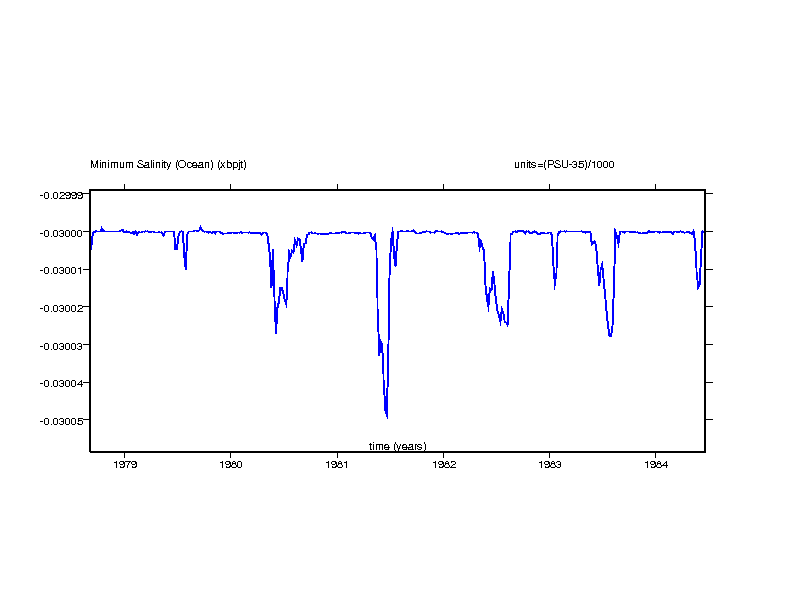 Minimum Salinity (Ocean) (xbpjt) units=(PSU-35)/1000
-0.02999
-0.03000
-0.03001
-0.03002
-0.03003
-0.03004
-0.03005
time (years)
1979 1980 1981 1982 1983 1984